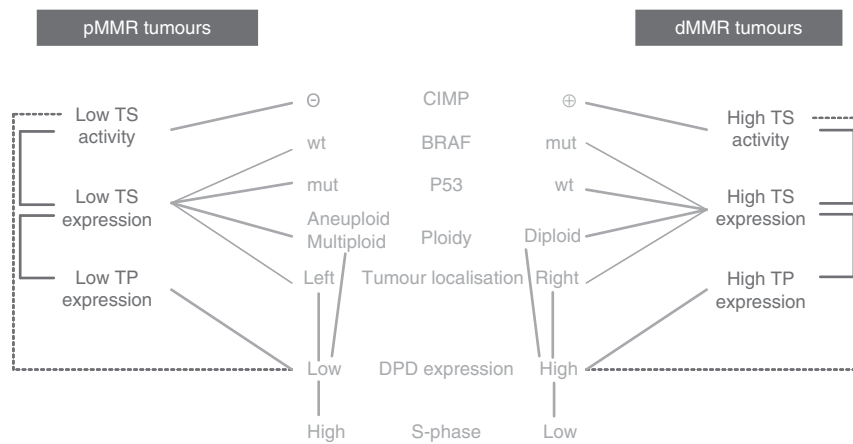 pMMR tumours
dMMR tumours
Low TS
activity
⊖
CIMP
⊕
High TS
activity
wt
BRAF
mut
Low TS
expression
mut
P53
wt
High TS
expression
Aneuploid
Multiploid
Ploidy
Diploid
Low TP
expression
Left
Tumour localisation
Right
High TP
expression
Low
DPD expression
High
High
S-phase
Low